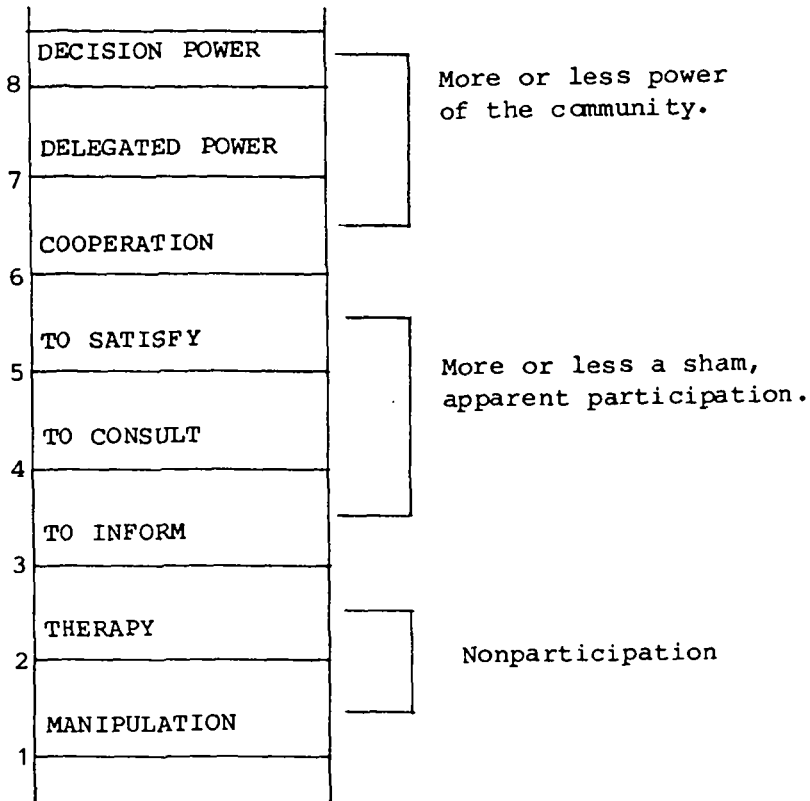 DECISION POWER
8
More or less power
of the community.
DELEGATED POWER
7
COOPERATION
6
TO SATISFY
5
More or less a sham,
apparent participation.
TO CONSULT
4
TO INFORM
3
THERAPY
2
Nonparticipation
MANIPULATION
1